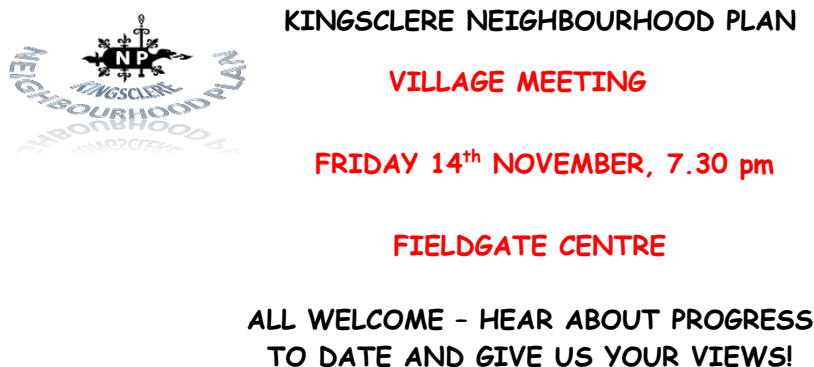 KINGSCLERE NEIGHBOURHOOD PLAN
NP
KINGSCLERE
NEIGHBOURHOOD PLAN
VILLAGE MEETING
FRIDAY 14th NOVEMBER, 7.30 pm
FIELDGATE CENTRE
ALL WELCOME – HEAR ABOUT PROGRESS
TO DATE AND GIVE US YOUR VIEWS!